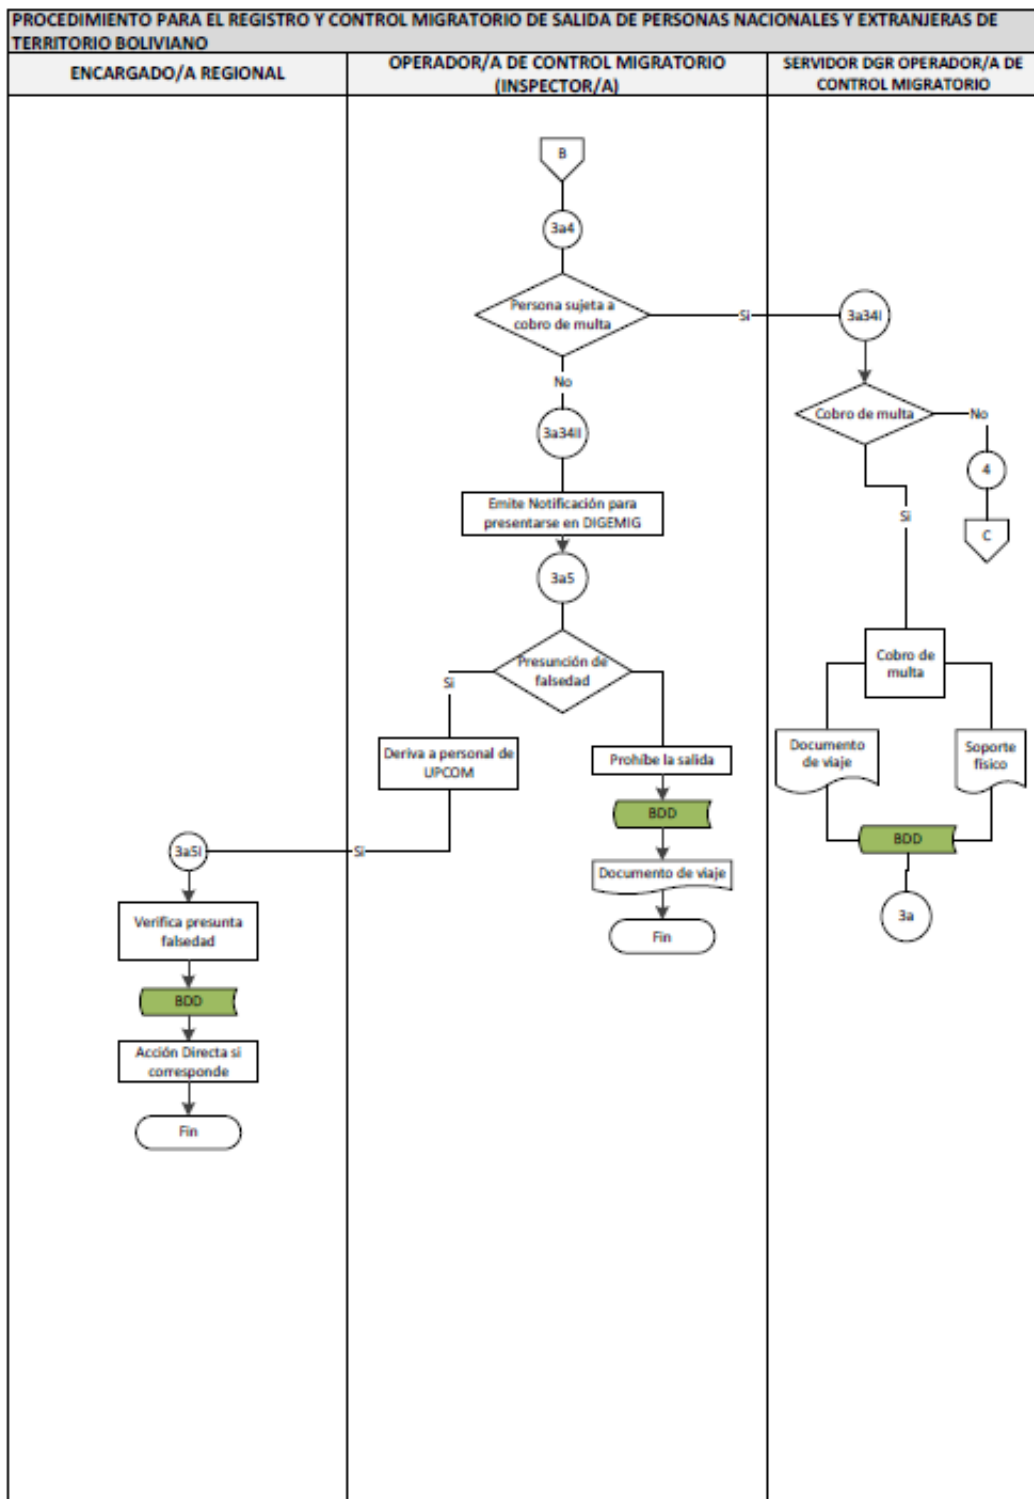 PROCEDIMIENTO PARA EL REGISTRO Y CONTROL MIGRATORIO DE SALIDA DE PERSONAS NACIONALES Y EXTRANJERAS DE
TERRITORIO BOLIVIANO
ENCARGADO/A REGIONAL
OPERADOR/A DE CONTROL MIGRATORIO
(INSPECTOR/A)
SERVIDOR DGR OPERADOR/A DE
CONTROL MIGRATORIO
B
3a4
Persona sujeta a
cobro de multa
Si
3a34I
No
Cobro de multa
No
3a34II
4
Emite Notificación para
presentarse en DIGEMIG
Si
C
3a5
Presunción de
falsedad
Si
Cobro de
multa
Deriva a personal de
UPCOM
Prohíbe la salida
Documento
de viaje
Soporte
físico
BDD
BDD
3a5I
Si
Documento de viaje
3a
Verifica presunta
falsedad
Fin
BDD
Acción Directa si
corresponde
Fin